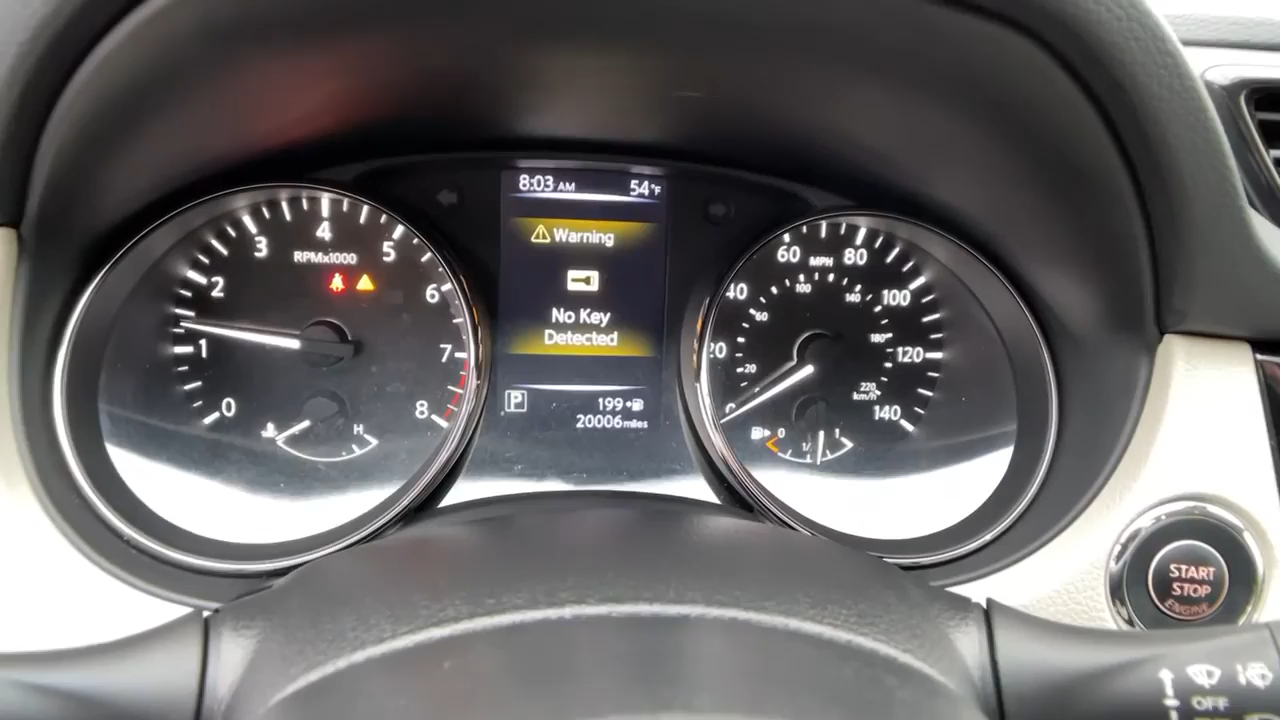 8:03 AM 54°F
Warning
No Key
Detected
P
199
20006 miles
0
1
2
3
4
5
6
7
8
RPMx1000
H
20
40
60
80
100
120
140
MPH
20
60
100
140
180
220
km/h
0
1/
1
START
STOP
ENGINE
OFF